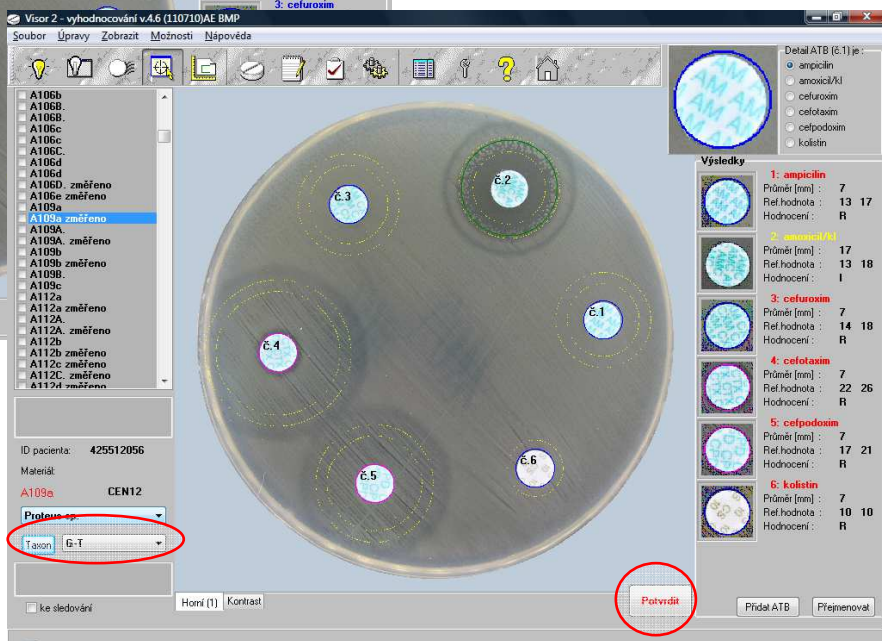 3: cefuroxim
Visor 2 - vyhodnocování v.4.6 (110710)AE BMP
Soubor Úpravy Zobrazit Možnosti Nápověda
A106b
A106B.
A106B.
A106c
A106c
A106C.
A106d
A106d
A106D. změřeno
A106e změřeno
A109a
A109a změřeno
A109A.
A109A. změřeno
A109b
A109b změřeno
A109B.
A109c
A112a
A112a změřeno
A112A.
A112A. změřeno
A112b
A112b změřeno
A112c změřeno
A112C. změřeno
A112d změřeno
ID pacienta: 425512056
Materiál:
A109a CEN12
Proteus sp.
Taxon G-T
ke sledování
č.3
č.2
č.1
č.4
č.5
č.6
AM AM AM
Horní (1) Kontrast
Potvrdit
Detail ATB (č.1) je :
ampicilin
amoxicil/kl
cefuroxim
cefotaxim
cefpodoxim
kolistin
Výsledky
1: ampicilin
Průměr [mm] : 7
Ref.hodnota : 13 17
Hodnocení : R
2: amoxicil/kl
Průměr [mm] : 17
Ref.hodnota : 13 18
Hodnocení : I
3: cefuroxim
Průměr [mm] : 7
Ref.hodnota : 14 18
Hodnocení : R
4: cefotaxim
Průměr [mm] : 7
Ref.hodnota : 22 26
Hodnocení : R
5: cefpodoxim
Průměr [mm] : 7
Ref.hodnota : 17 21
Hodnocení : R
6: kolistin
Průměr [mm] : 7
Ref.hodnota : 10 10
Hodnocení : R
Přidat ATB Přejmenovat